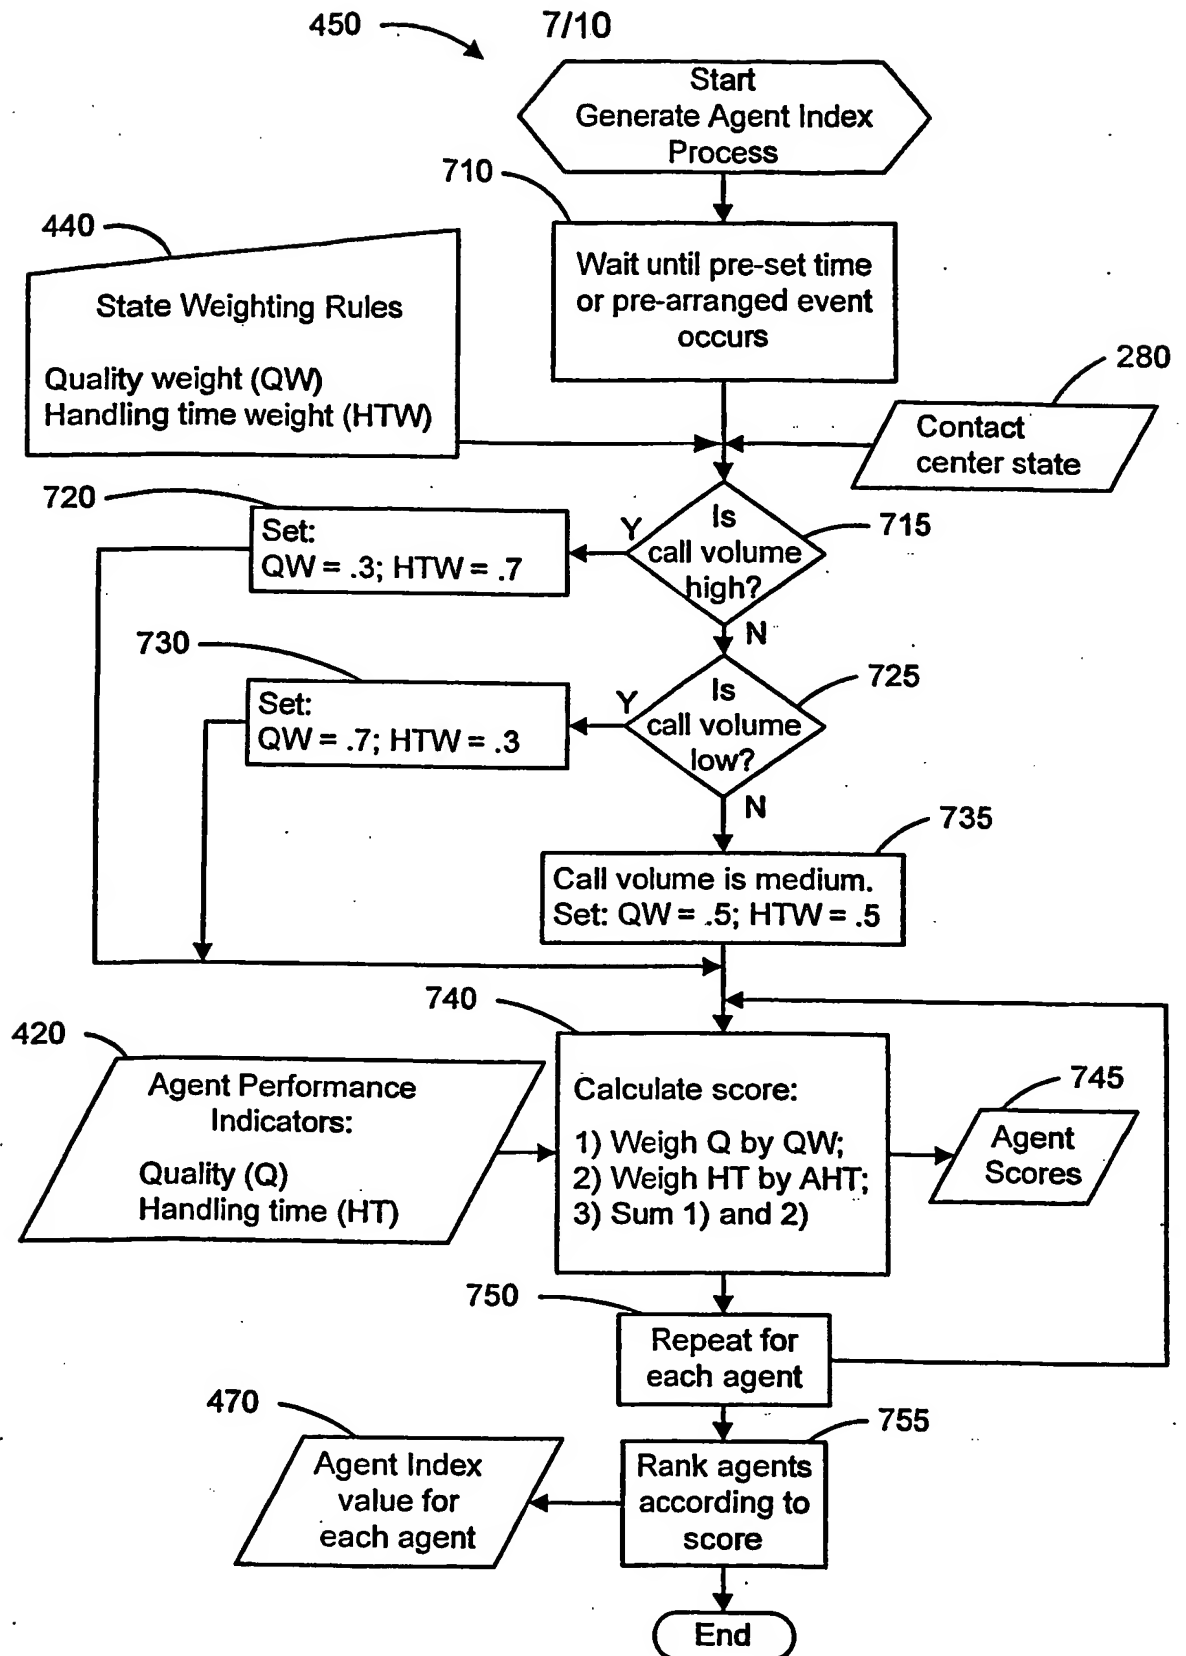 450
7/10
Start
Generate Agent Index
Process
710
440
Wait until pre-set time
or pre-arranged event
occurs
State Weighting Rules
Quality weight (QW)
Handling time weight (HTW)
280
Contact
center state
720
Set:
QW = .3; HTW = .7
Y
Is
call volume
high?
715
N
730
Set:
QW = .7; HTW = .3
Y
Is
call volume
low?
725
N
735
Call volume is medium.
Set: QW = .5; HTW = .5
740
420
Agent Performance
Indicators:
Quality (Q)
Handling time (HT)
Calculate score:
1) Weigh Q by QW;
2) Weigh HT by AHT;
3) Sum 1) and 2)
745
Agent
Scores
750
Repeat for
each agent
470
Agent Index
value for
each agent
755
Rank agents
according to
score
End